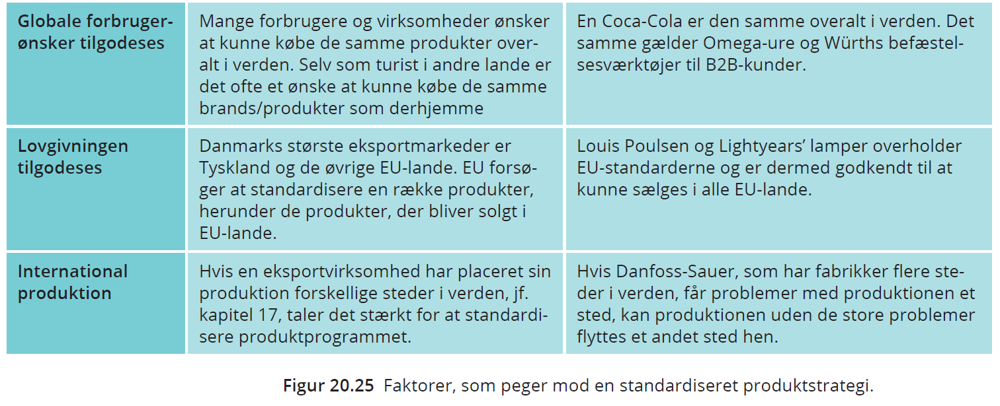 Globale forbruger-
ønsker tilgodeses
Mange forbrugere og virksomheder ønsker
at kunne købe de samme produkter over-
alt i verden. Selv som turist i andre lande er
det ofte et ønske at kunne købe de samme
brands/produkter som derhjemme
En Coca-Cola er den samme overalt i verden. Det
samme gælder Omega-ure og Würths befæstel-
sesværktøjer til B2B-kunder.
Lovgivningen
tilgodeses
Danmarks største eksportmarkeder er
Tyskland og de øvrige EU-lande. EU forsø-
ger at standardisere en række produkter,
herunder de produkter, der bliver solgt i
EU-lande.
Louis Poulsen og Lightyears’ lamper overholder
EU-standarderne og er dermed godkendt til at
kunne sælges i alle EU-lande.
International
produktion
Hvis en eksportvirksomhed har placeret sin
produktion forskellige steder i verden, jf.
kapitel 17, taler det stærkt for at standardi-
sere produktprogrammet.
Hvis Danfoss-Sauer, som har fabrikker flere ste-
der i verden, får problemer med produktionen et
sted, kan produktionen uden de store problemer
flyttes et andet sted hen.
Figur 20.25 Faktorer, som peger mod en standardiseret produktstrategi.